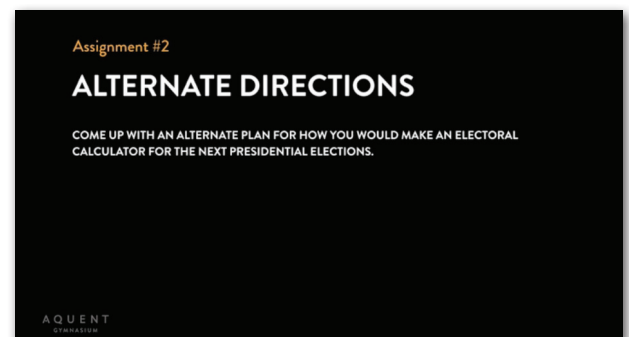 Assignment #2
ALTERNATE DIRECTIONS
COME UP WITH AN ALTERNATE PLAN FOR HOW YOU WOULD MAKE AN ELECTORAL
CALCULATOR FOR THE NEXT PRESIDENTIAL ELECTIONS.
AQUENT
GYMNASIUM